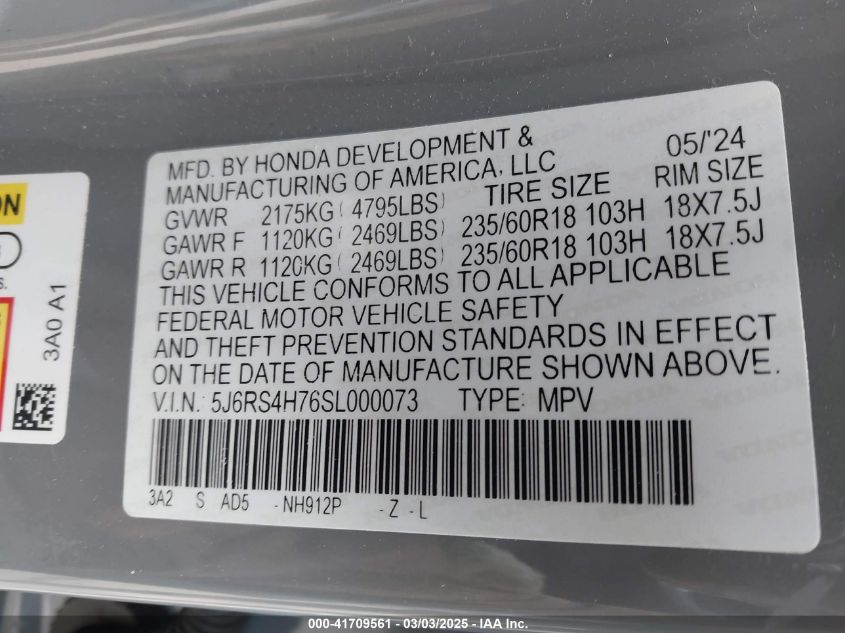 MFD. BY HONDA DEVELOPMENT & 05/'24
MANUFACTURING OF AMERICA, LLC
TIRE SIZE RIM SIZE
GVWR 2175KG ( 4795LBS)
GAWR F 1120KG ( 2469LBS) 235/60R18 103H 18X7.5J
GAWR R 1120KG ( 2469LBS) 235/60R18 103H 18X7.5J
THIS VEHICLE CONFORMS TO ALL APPLICABLE
FEDERAL MOTOR VEHICLE SAFETY
AND THEFT PREVENTION STANDARDS IN EFFECT
ON THE DATE OF MANUFACTURE SHOWN ABOVE.
V.I.N.: 5J6RS4H76SL000073 TYPE: MPV
3A2 S AD5 - NH912P - Z - L
3A0 A1
000-41709561 - 03/03/2025 - IAA Inc.